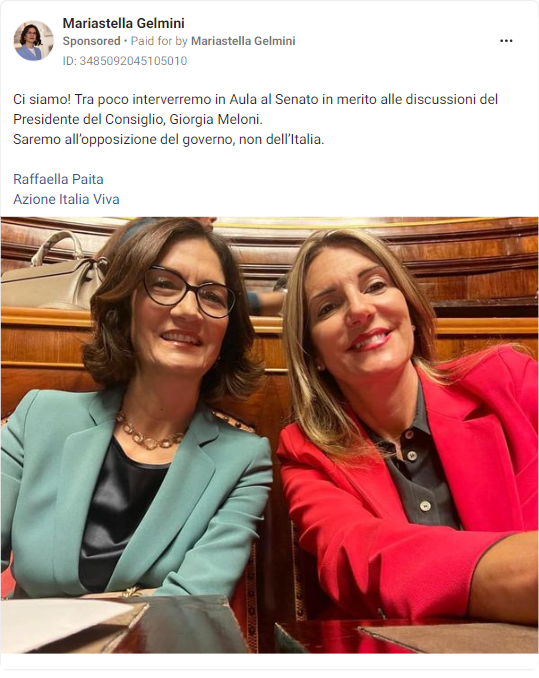 Mariastella Gelmini
Sponsored • Paid for by Mariastella Gelmini
ID: 3485092045105010
Ci siamo! Tra poco interverremo in Aula al Senato in merito alle discussioni del
Presidente del Consiglio, Giorgia Meloni.
Saremo all’opposizione del governo, non dell’Italia.
Raffaella Paita
Azione Italia Viva